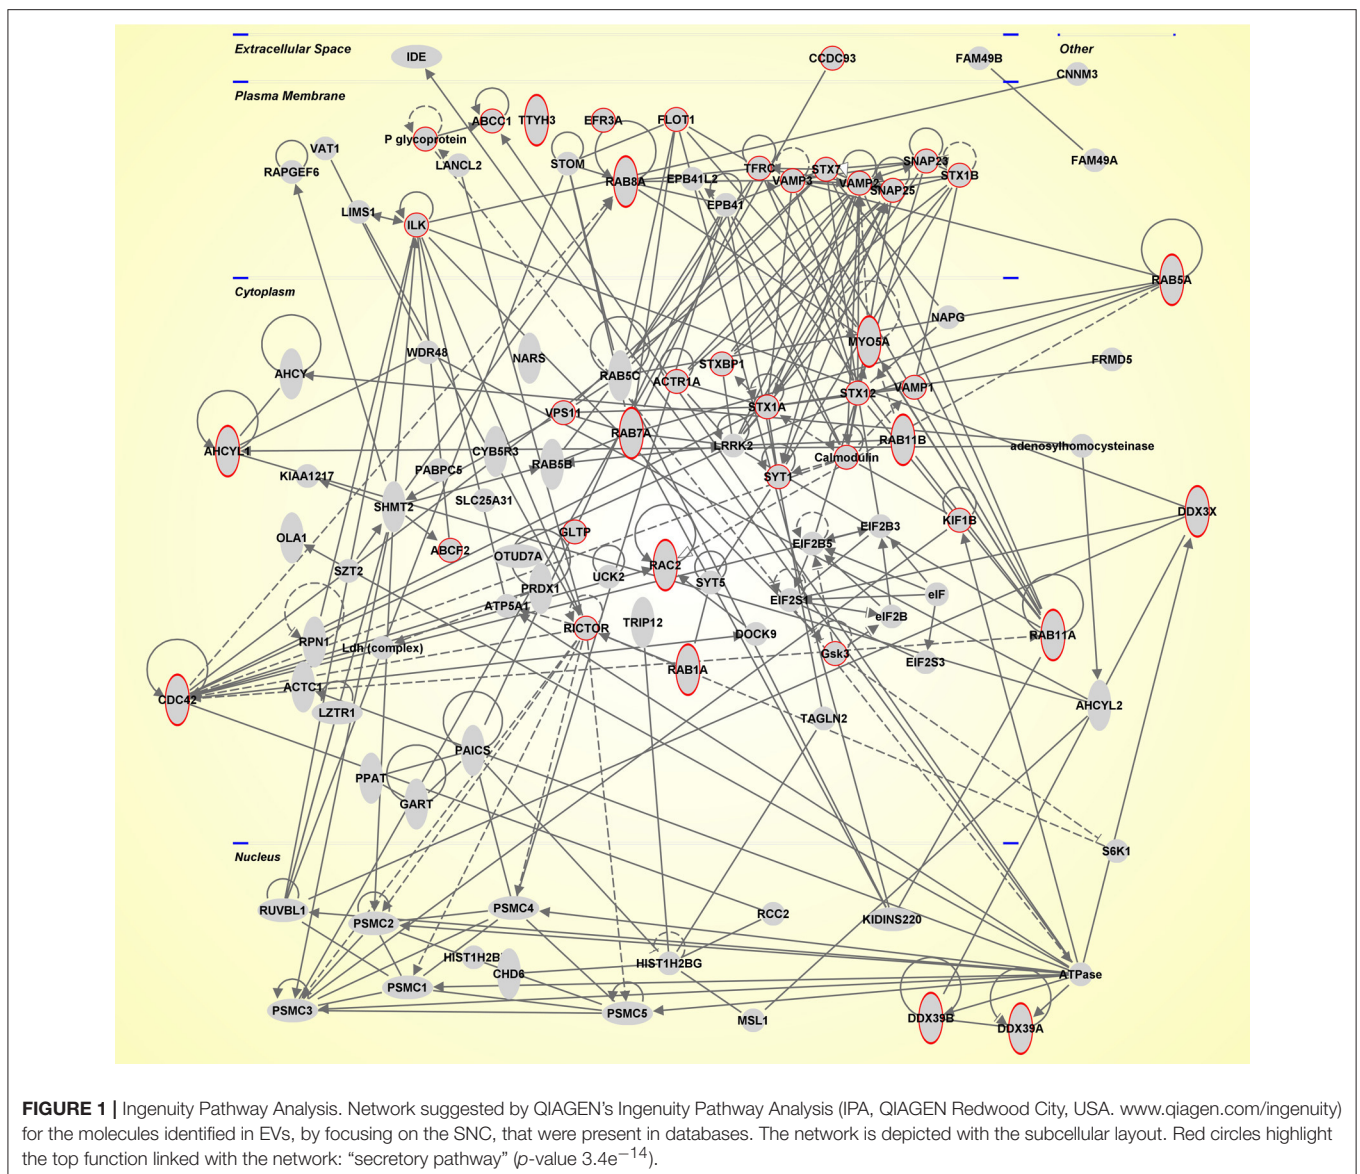 Extracellular Space
Other
IDE
CCDC93
FAM49B
CNNM3
Plasma Membrane
ABCC1
TTYH3
EFR3A
FLOT1
P glycoprotein
VAT1
RAPGEF6
LANCL2
STOM
RAB8A
EPB41L2
TFRC
VAMP3
STX7
VAMP2
SNAP25
SNAP23
STX1B
FAM49A
EPB41
LIMS1
ILK
RAB5A
Cytoplasm
NAPG
MYO5A
WDR48
NARS
FRMD5
AHCY
RAB5C
ACTR1A
STXBP1
STX12
VAMP1
STX1A
VPS11
RAB7A
LRRK2
RAB11B
adenosylhomocysteinase
AHCYL1
CYB5R3
RAB5B
Calmodulin
KIAA1217
PABPC5
SYT1
SLC25A31
SHMT2
DDX3X
OLA1
ABCF2
GLTP
EIF2B3
KIF1B
EIF2B5
OTUD7A
SZT2
PRDX1
UCK2
RAC2
SYT5
ATP5A1
EIF2S1
eIF
eIF2B
RPN1
Ldh (complex)
RICTOR
TRIP12
DOCK9
RAB11A
Gsk3
EIF2S3
CDC42
ACTC1
RAB1A
LZTR1
TAGLN2
AHCYL2
PAICS
PPAT
GART
S6K1
Nucleus
RUVBL1
PSMC2
PSMC4
RCC2
KIDINS220
HIST1H2B
CHD6
HIST1H2BG
ATPase
PSMC1
PSMC3
PSMC5
MSL1
DDX39B
DDX39A
FIGURE 1 | Ingenuity Pathway Analysis. Network suggested by QIAGEN's Ingenuity Pathway Analysis (IPA, QIAGEN Redwood City, USA. www.qiagen.com/ingenuity)
for the molecules identified in EVs, by focusing on the SNC, that were present in databases. The network is depicted with the subcellular layout. Red circles highlight
the top function linked with the network: "secretory pathway" (p-value 3.4e−14).